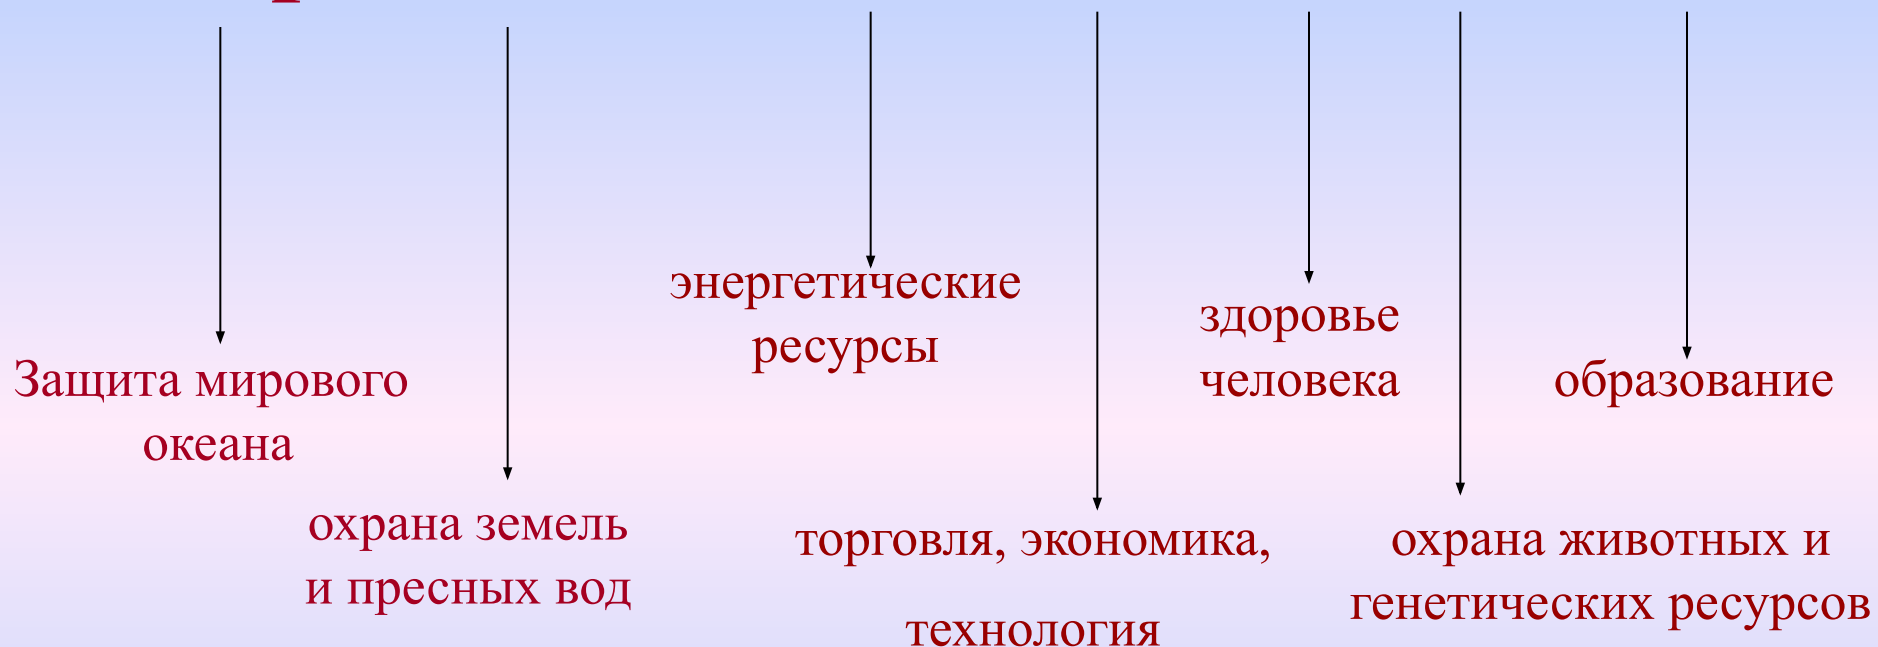 Защита мирового
океана
охрана земель
и пресных вод
энергетические
ресурсы
торговля, экономика,
технология
здоровье
человека
охрана животных и
генетических ресурсов
образование